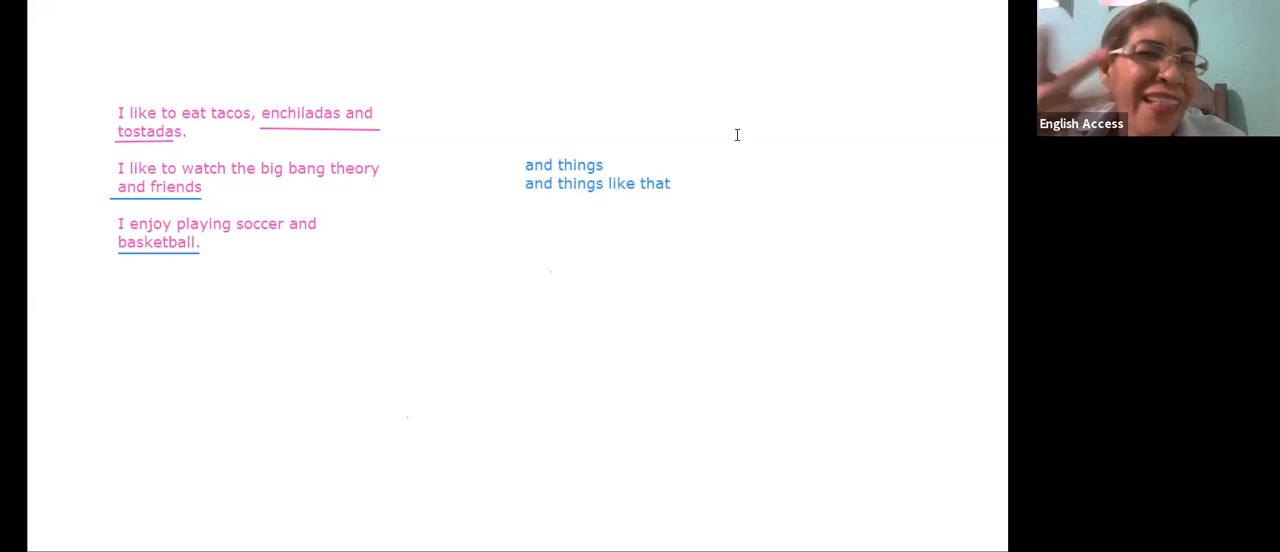 I like to eat tacos, enchiladas and
tostadas.
I like to watch the big bang theory
and friends
I enjoy playing soccer and
basketball.
and things
and things like that
English Access